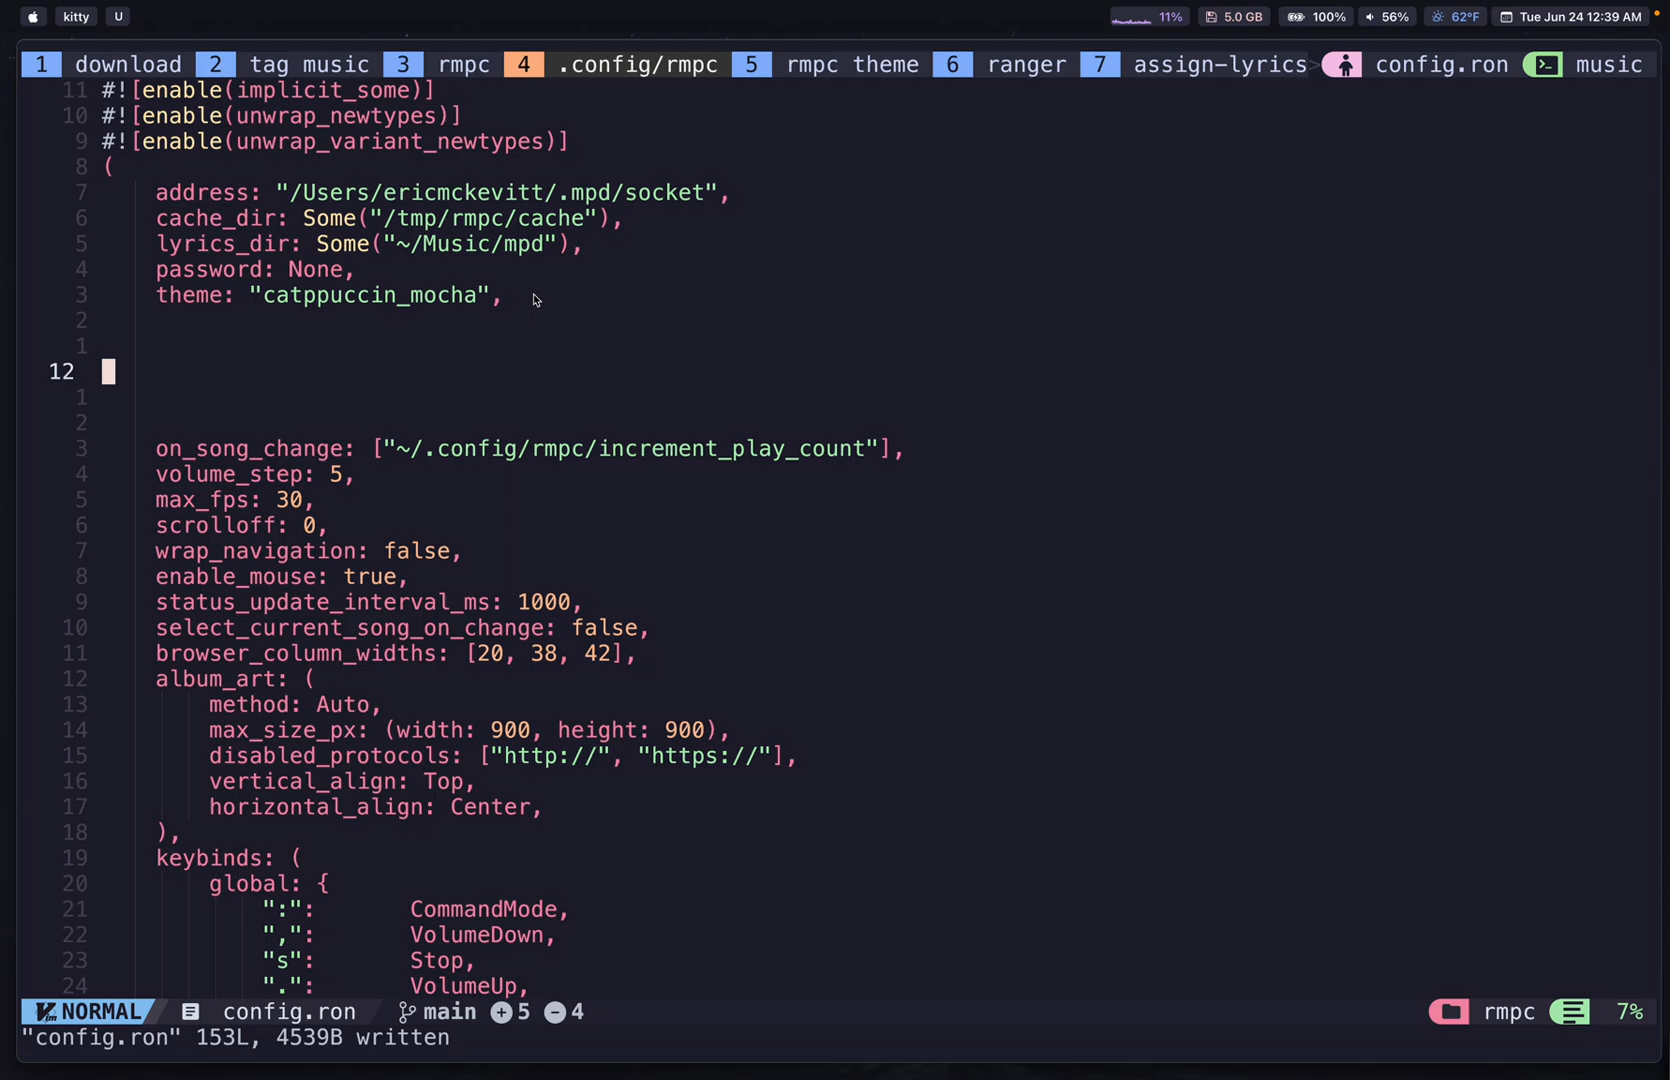 kitty U 11% 5.0 GB 100% 56% 62°F Tue Jun 24 12:39 AM
1 download 2 tag music 3 rmpc 4 .config/rmpc 5 rmpc theme 6 ranger 7 assign-lyrics> config.ron music
11 #![enable(implicit_some)]
10 #![enable(unwrap_newtypes)]
9 #![enable(unwrap_variant_newtypes)]
8 (
7 address: "/Users/ericmckevitt/.mpd/socket",
6 cache_dir: Some("/tmp/rmpc/cache"),
5 lyrics_dir: Some("~/Music/mpd"),
4 password: None,
3 theme: "catppuccin_mocha",
2
1
12
1
2
3 on_song_change: ["~/.config/rmpc/increment_play_count"],
4 volume_step: 5,
5 max_fps: 30,
6 scrolloff: 0,
7 wrap_navigation: false,
8 enable_mouse: true,
9 status_update_interval_ms: 1000,
10 select_current_song_on_change: false,
11 browser_column_widths: [20, 38, 42],
12 album_art: (
13 method: Auto,
14 max_size_px: (width: 900, height: 900),
15 disabled_protocols: ["http://", "https://"],
16 vertical_align: Top,
17 horizontal_align: Center,
18 ),
19 keybinds: (
20 global: {
21 ":": CommandMode,
22 ",": VolumeDown,
23 "s": Stop,
24 ".": VolumeUp,
NORMAL config.ron main + 5 - 4 rmpc 7%
"config.ron" 153L, 4539B written